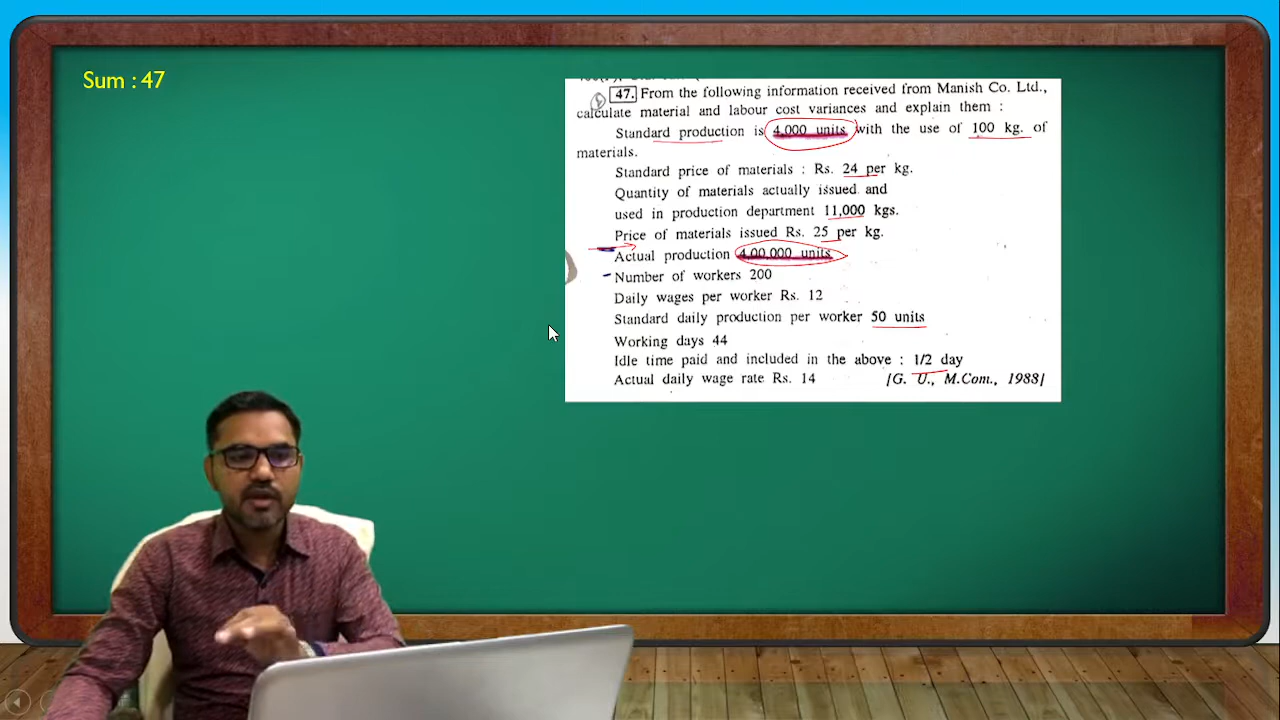 Sum : 47
47. From the following information received from Manish Co. Ltd.,
calculate material and labour cost variances and explain them :
Standard production is 4,000 units with the use of 100 kg. of
materials.
Standard price of materials : Rs. 24 per kg.
Quantity of materials actually issued and
used in production department 11,000 kgs.
Price of materials issued Rs. 25 per kg.
Actual production 4,00,000 units
Number of workers 200
Daily wages per worker Rs. 12
Standard daily production per worker 50 units
Working days 44
Idle time paid and included in the above : 1/2 day
Actual daily wage rate Rs. 14 [G. U., M.Com., 1988]